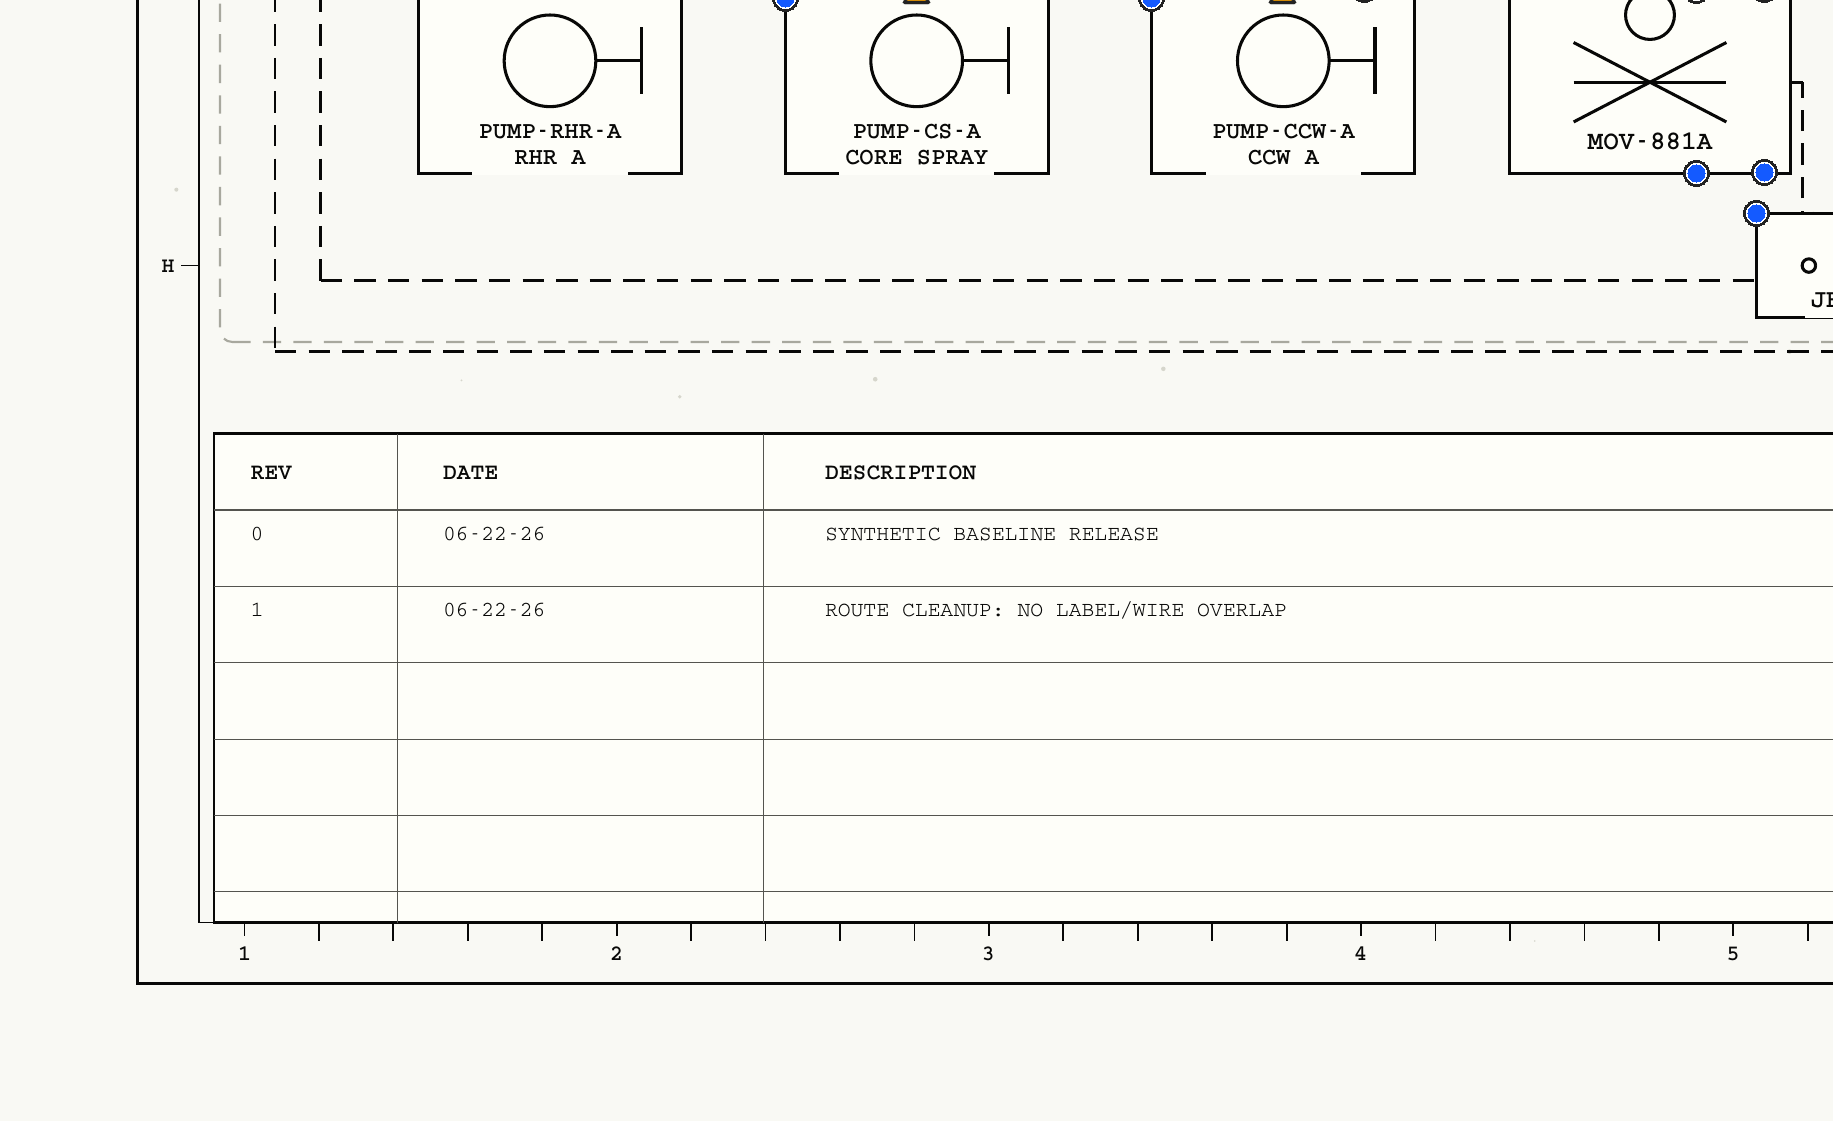 PUMP-RHR-A
RHR A
PUMP-CS-A
CORE SPRAY
PUMP-CCW-A
CCW A
MOV-881A
H
REV DATE DESCRIPTION
0 06-22-26 SYNTHETIC BASELINE RELEASE
1 06-22-26 ROUTE CLEANUP: NO LABEL/WIRE OVERLAP
1 2 3 4 5